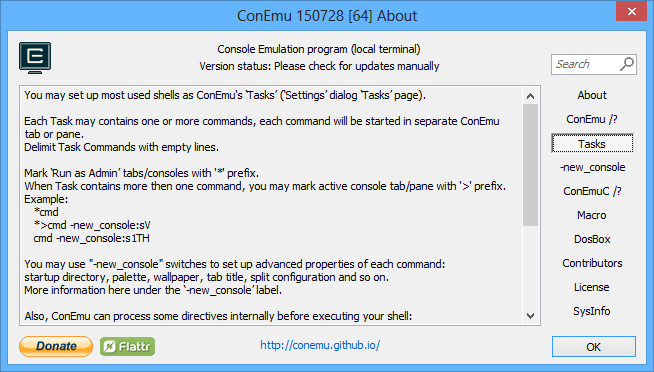 ConEmu 150728 [64] About
Console Emulation program (local terminal)
Version status: Please check for updates manually
Search
You may set up most used shells as ConEmu's ‘Tasks’ (‘Settings’ dialog ‘Tasks’ page).
Each Task may contains one or more commands, each command will be started in separate ConEmu
tab or pane.
Delimit Task Commands with empty lines.
Mark ‘Run as Admin’ tabs/consoles with '*' prefix.
When Task contains more then one command, you may mark active console tab/pane with '>' prefix.
Example:
*cmd
*>cmd -new_console:sV
cmd -new_console:s1TH
You may use "-new_console" switches to set up advanced properties of each command:
startup directory, palette, wallpaper, tab title, split configuration and so on.
More information here under the ‘-new_console’ label.
Also, ConEmu can process some directives internally before executing your shell:
About
ConEmu /?
Tasks
-new_console
ConEmuC /?
Macro
DosBox
Contributors
License
SysInfo
Donate
Flattr
http://conemu.github.io/
OK